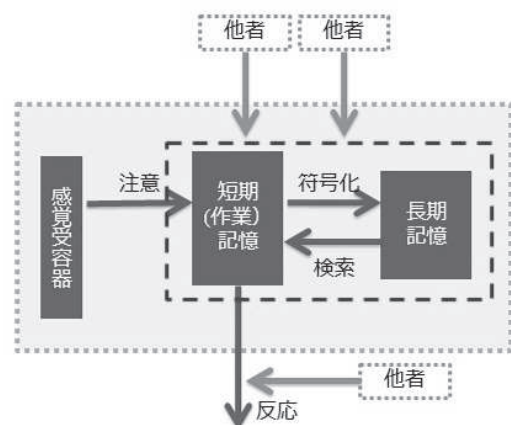 他者
他者
感覚受容器
注意
短期
(作業)
記憶
符号化
検索
長期
記憶
他者
反応